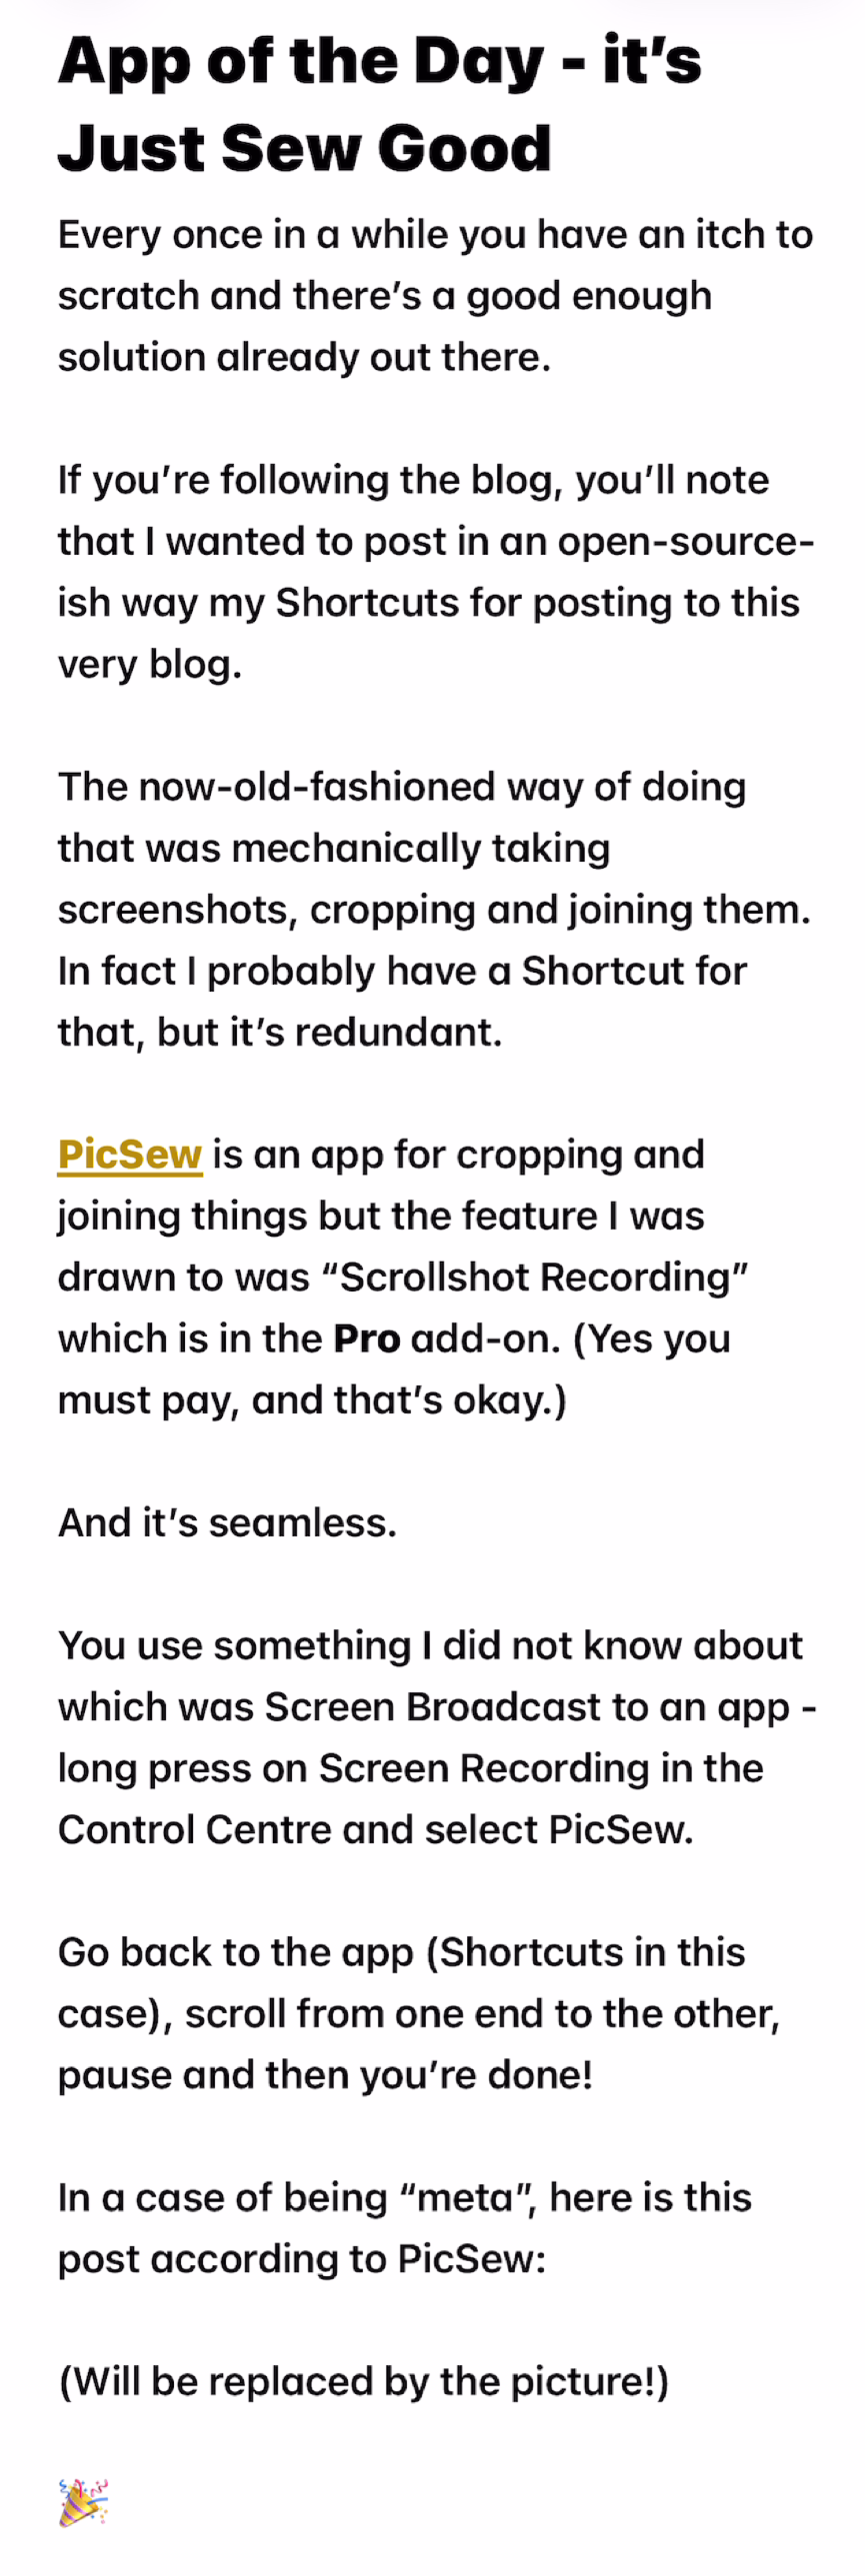 App of the Day - it’s
Just Sew Good
Every once in a while you have an itch to
scratch and there’s a good enough
solution already out there.
If you’re following the blog, you’ll note
that I wanted to post in an open-source-
ish way my Shortcuts for posting to this
very blog.
The now-old-fashioned way of doing
that was mechanically taking
screenshots, cropping and joining them.
In fact I probably have a Shortcut for
that, but it’s redundant.
PicSew is an app for cropping and
joining things but the feature I was
drawn to was “Scrollshot Recording”
which is in the Pro add-on. (Yes you
must pay, and that’s okay.)
And it’s seamless.
You use something I did not know about
which was Screen Broadcast to an app -
long press on Screen Recording in the
Control Centre and select PicSew.
Go back to the app (Shortcuts in this
case), scroll from one end to the other,
pause and then you’re done!
In a case of being “meta”, here is this
post according to PicSew:
(Will be replaced by the picture!)
🎉